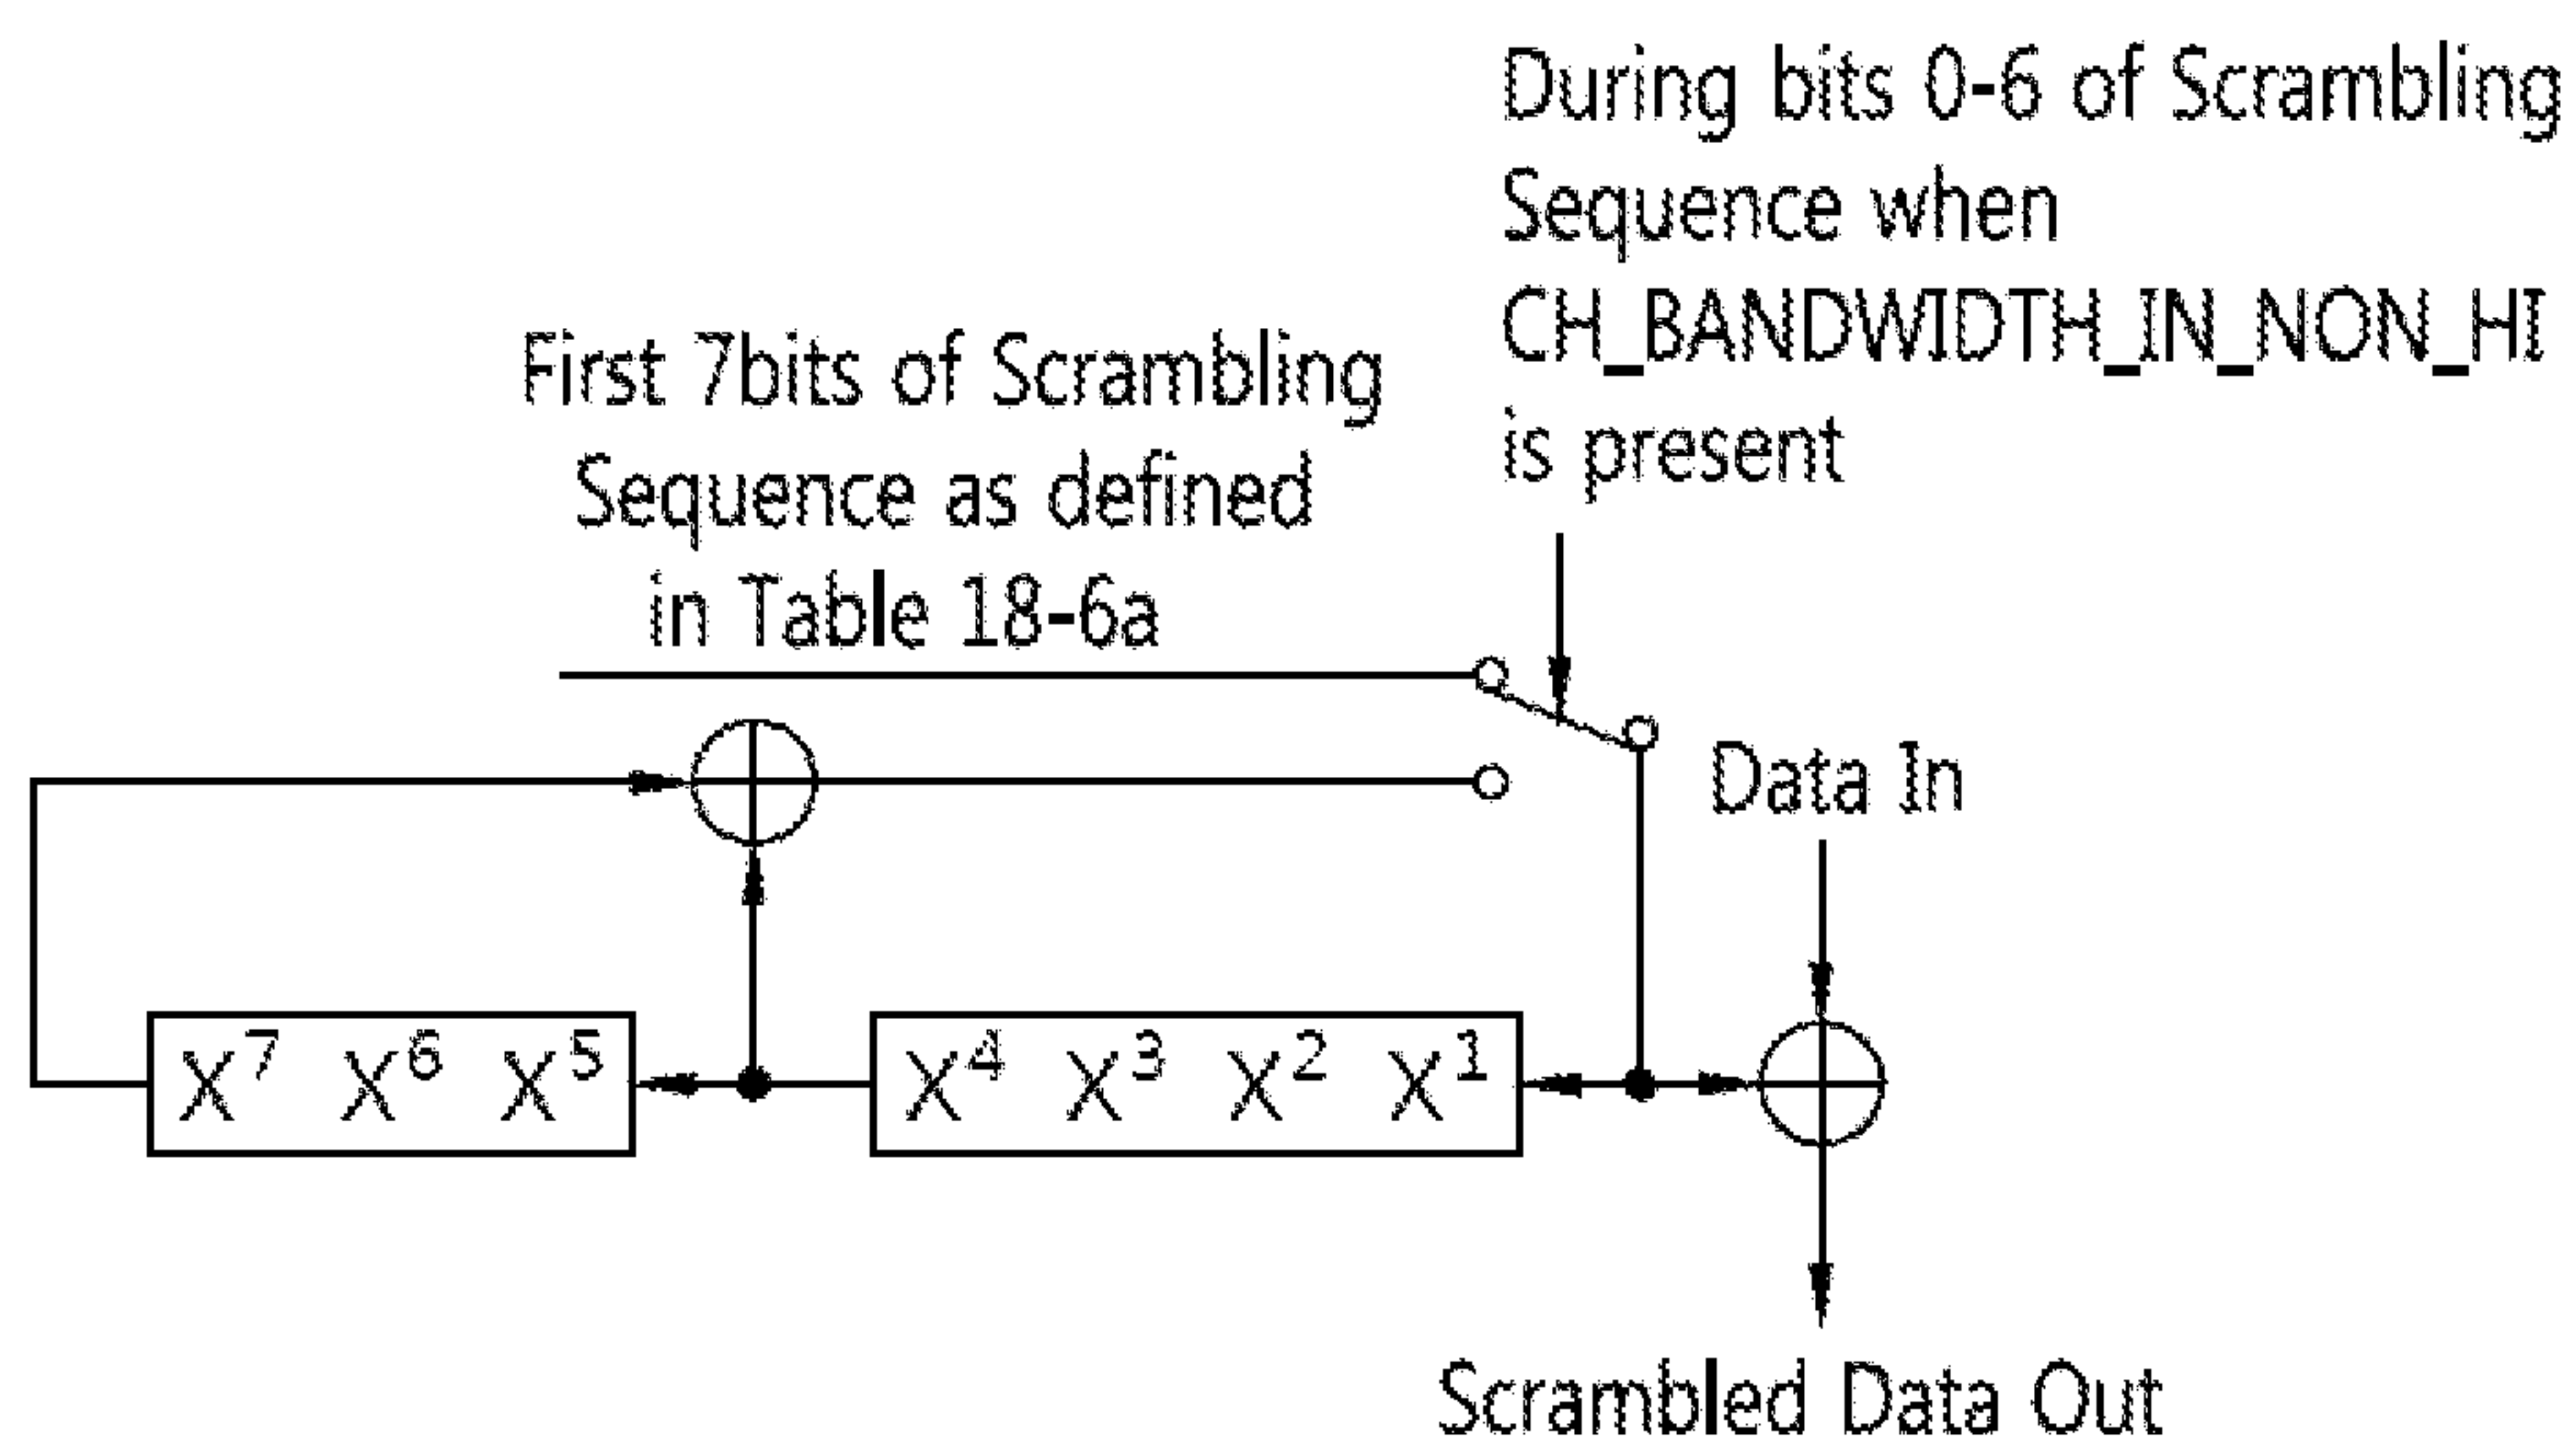 During bits 0-6 of Scrambling
Sequence when
CH_BANDWIDTH_IN_NON_HI
is present
First 7bits of Scrambling
Sequence as defined
in Table 18-6a
Data In
X⁷ X⁶ X⁵
X⁴ X³ X² X¹
Scrambled Data Out